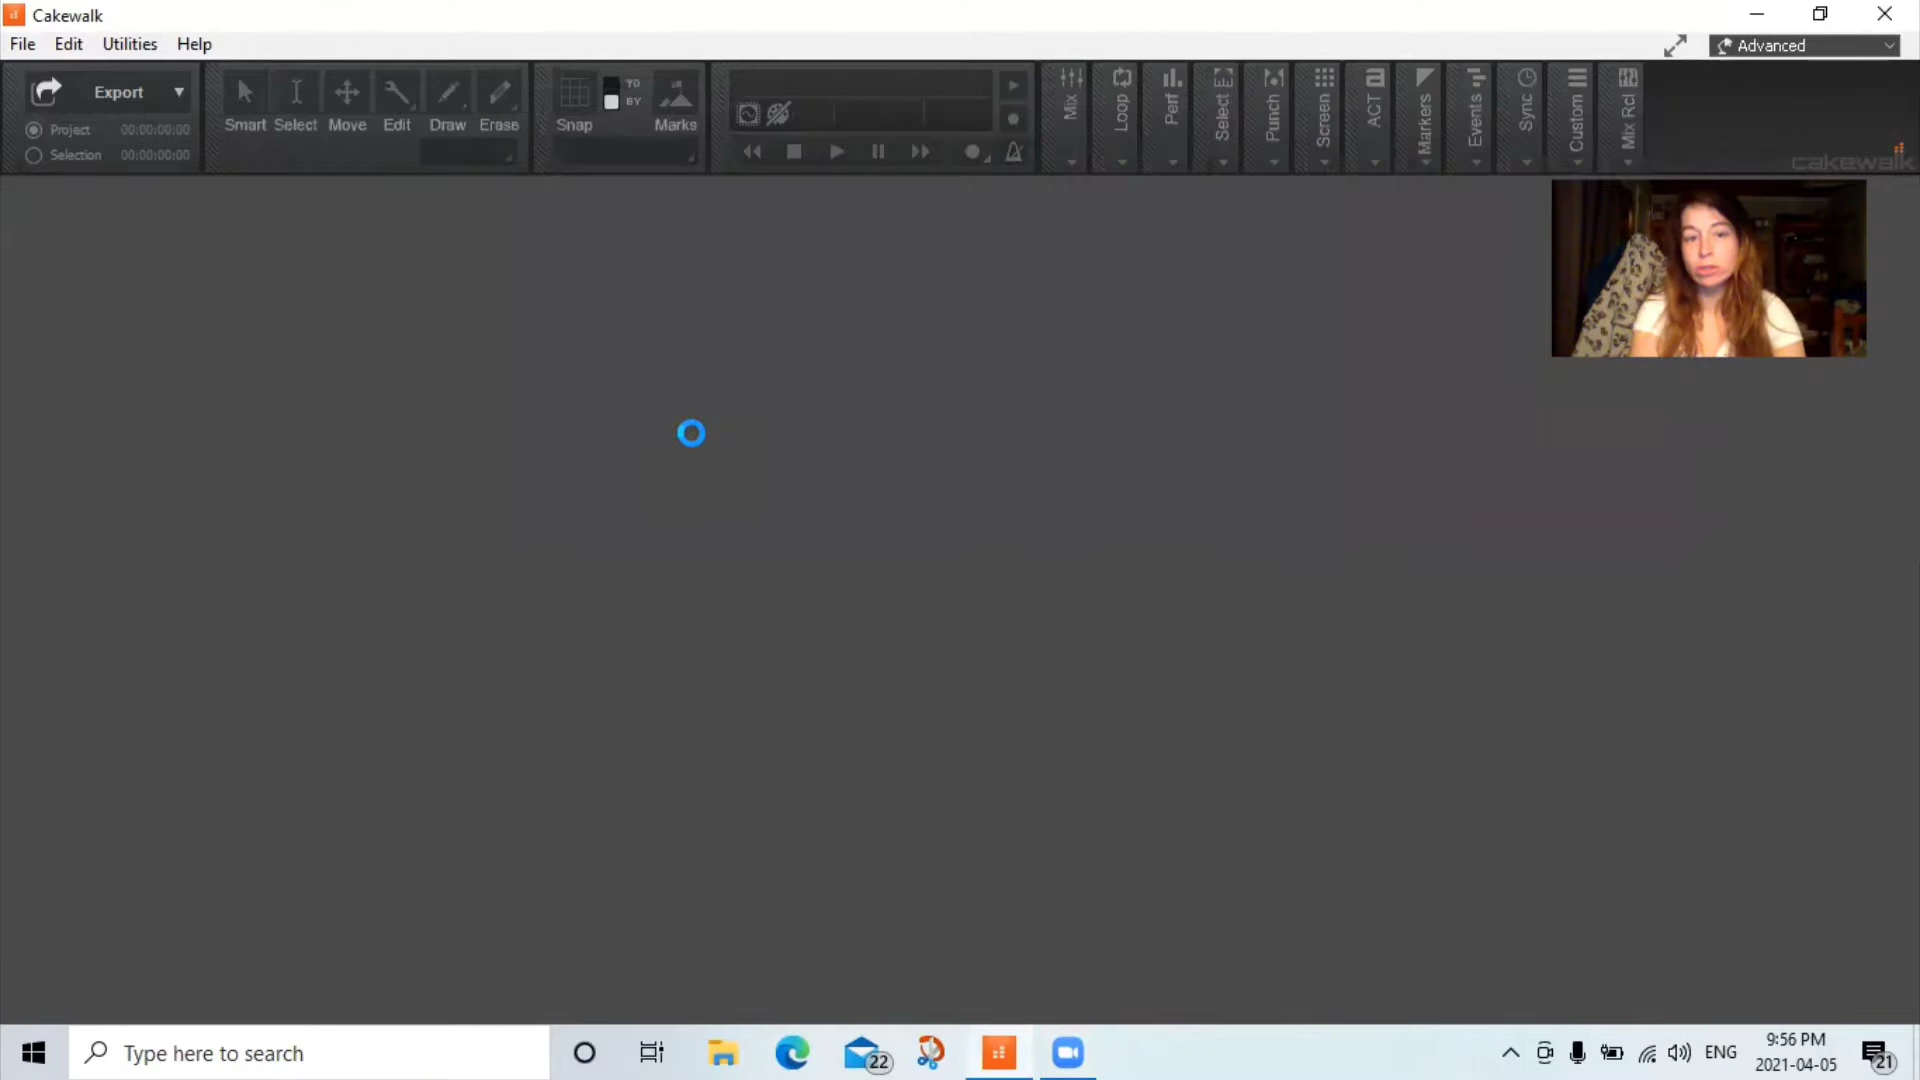 Cakewalk
File Edit Utilities Help
Advanced
Export
Project 00:00:00:00
Selection 00:00:00:00
Smart Select Move Edit Draw Erase
Snap
TO
BY
Marks
Mix
Loop
Perf
Select
Punch
Screen
ACT
Markers
Events
Sync
Custom
Mix Rcl
cakewalk
Type here to search
22
ENG
9:56 PM
2021-04-05
21